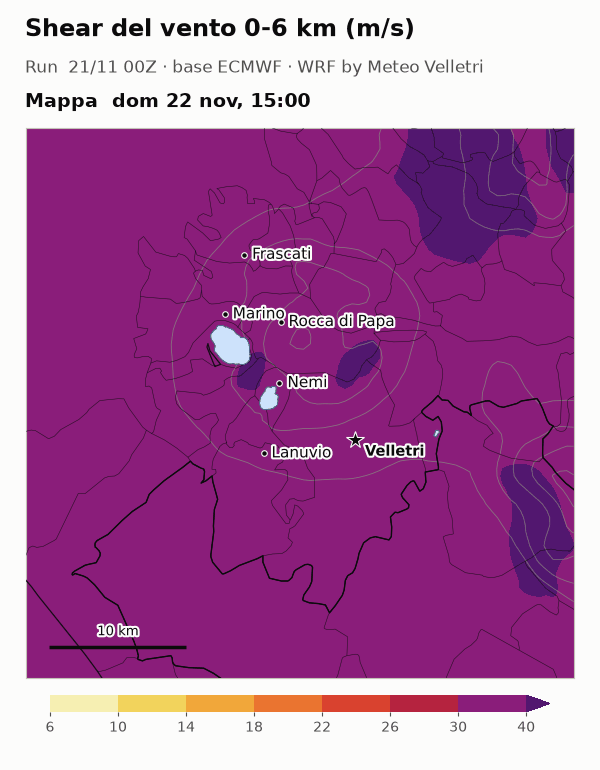 Shear del vento 0-6 km (m/s)
Run  21/11 00Z · base ECMWF · WRF by Meteo Velletri
Mappa  dom 22 nov, 15:00
Frascati
Marino
Rocca di Papa
Nemi
Velletri
Lanuvio
10 km
6 10 14 18 22 26 30 40